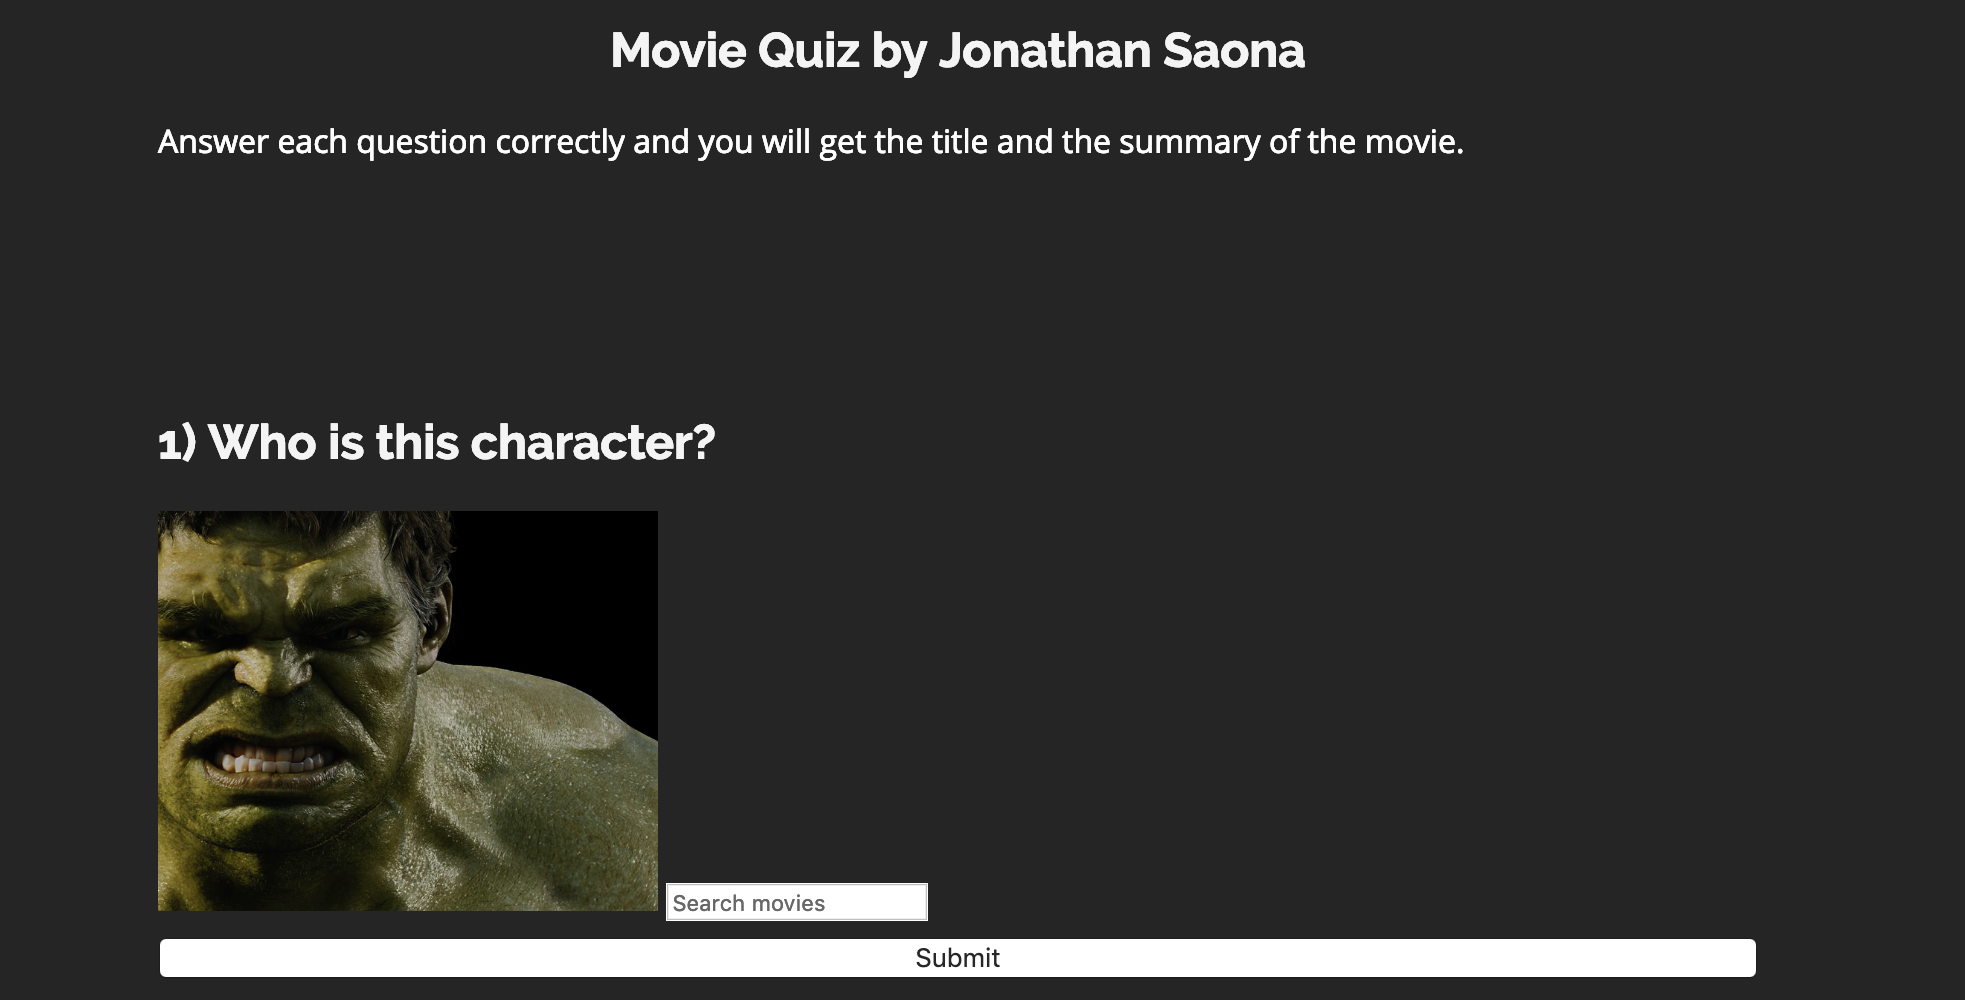 Movie Quiz by Jonathan Saona
Answer each question correctly and you will get the title and the summary of the movie.
1) Who is this character?
Search movies
Submit